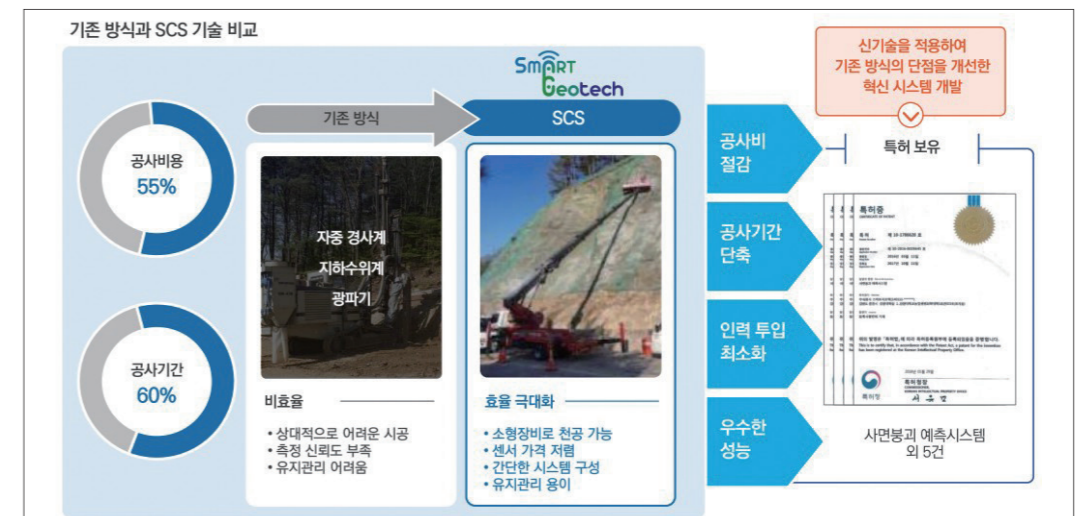 기존 방식과 SCS 기술 비교
신기술을 적용하여
기존 방식의 단점을 개선한
혁신 시스템 개발
SmART
Geotech
기존 방식
SCS
공사비용
55%
공사기간
60%
자중 경사계
지하수위계
광파기
비효율
• 상대적으로 어려운 시공
• 측정 신뢰도 부족
• 유지관리 어려움
효율 극대화
• 소형장비로 천공 가능
• 센서 가격 저렴
• 간단한 시스템 구성
• 유지관리 용이
공사비
절감
공사기간
단축
인력 투입
최소화
우수한
성능
특허 보유
특허증
특허
특허청장
특허청
사면붕괴 예측시스템
외 5건